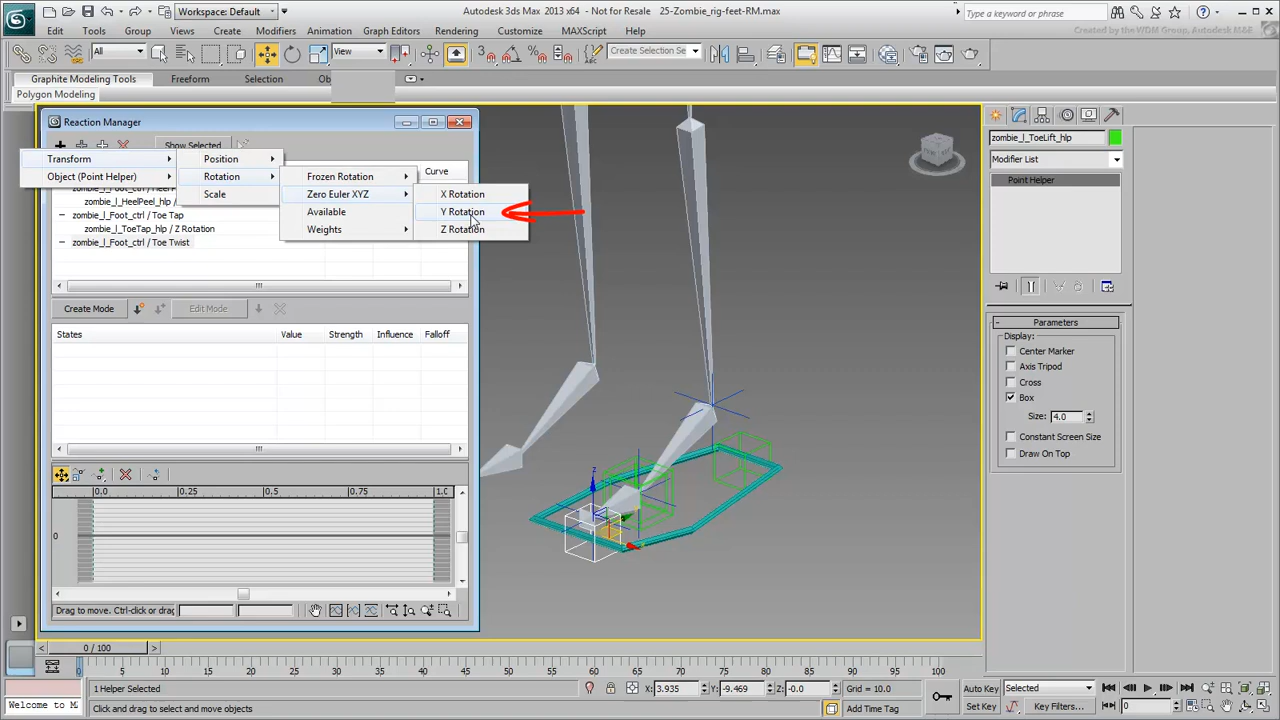 Workspace: Default
Autodesk 3ds Max 2013 x64 - Not for Resale 25-Zombie_rig-feet-RM.max
Type a keyword or phrase
Edit Tools Group Views Create Modifiers Animation Graph Editors Rendering Customize MAXScript Help
Created by the WDM Group, Autodesk M&E
All
View
Create Selection Se
Graphite Modeling Tools Freeform Selection
Polygon Modeling
Reaction Manager
Show Selected
Transform
Object (Point Helper)
Position
Rotation
Scale
Frozen Rotation
Zero Euler XYZ
Available
Weights
X Rotation
Y Rotation
Z Rotation
Curve
zombie_l_Foot_ctrl / Toe Tap
zombie_l_ToeTap_hlp / Z Rotation
zombie_l_Foot_ctrl / Toe Twist
Create Mode
Edit Mode
States Value Strength Influence Falloff
0.0 0.25 0.5 0.75 1.0
0
Drag to move. Ctrl-click or drag
z
zombie_l_ToeLift_hlp
Modifier List
Point Helper
Parameters
Display:
Center Marker
Axis Tripod
Cross
Box
Size: 4.0
Constant Screen Size
Draw On Top
0 / 100
0 5 10 15 20 25 30 35 40 45 50 55 60 65 70 75 80 85 90 95 100
1 Helper Selected
X: 3.935 Y: -9.469 Z: -0.0
Grid = 10.0
Auto Key
Selected
Welcome to
Click and drag to select and move objects
Add Time Tag
Set Key
Key Filters...
0